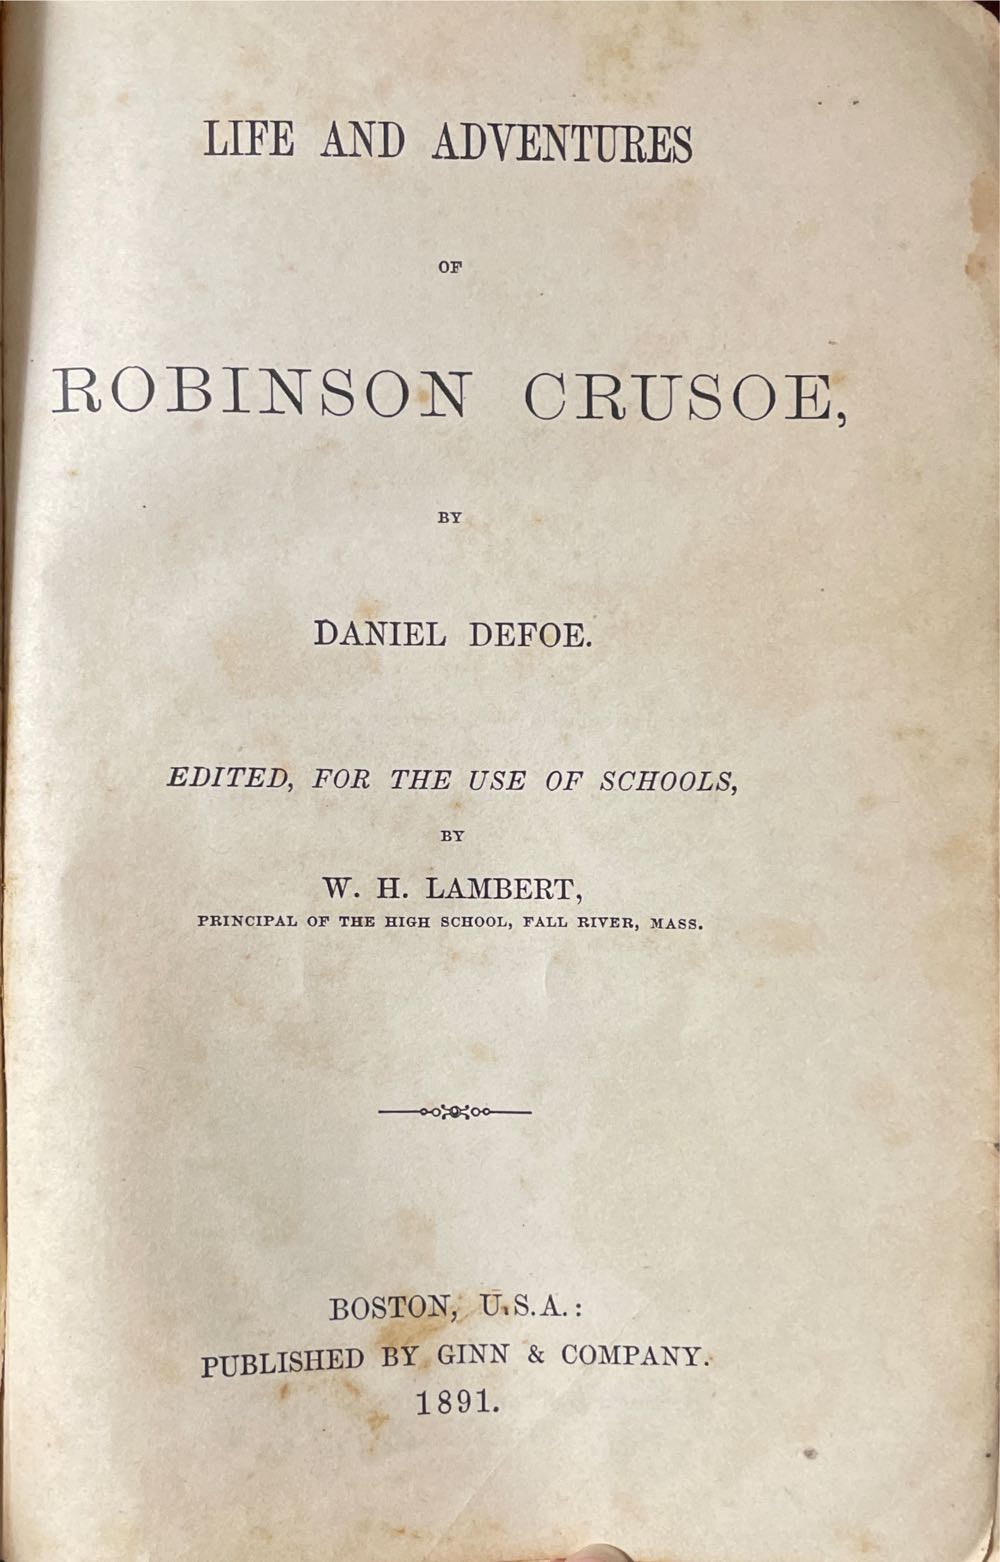 LIFE AND ADVENTURES
OF
ROBINSON CRUSOE,
BY
DANIEL DEFOE.
EDITED, FOR THE USE OF SCHOOLS,
BY
W. H. LAMBERT,
PRINCIPAL OF THE HIGH SCHOOL, FALL RIVER, MASS.
BOSTON, U.S.A.:
PUBLISHED BY GINN & COMPANY.
1891.